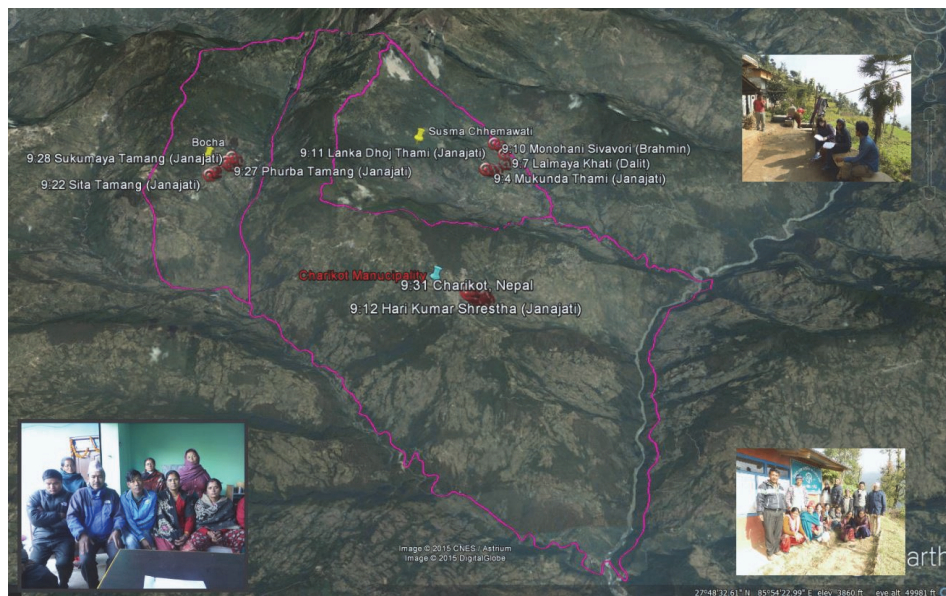 Bocha
Susma Chhemawati
9.28 Sukumaya Tamang (Janajati)
9.11 Lanka Dhoj Thami (Janajati)
9.10 Monohani Sivavori (Brahmin)
9.27 Phurba Tamang (Janajati)
9.7 Lalmaya Khati (Dalit)
9.22 Sita Tamang (Janajati)
9.4 Mukunda Thami (Janajati)
Charikot Manucipality
9:31 Charikot, Nepal
9:12 Hari Kumar Shrestha (Janajati)
Image © 2015 CNES / Astrium
Image © 2015 DigitalGlobe
arth
27°48'32.61" N 85°54'22.99" E elev 3860 ft eye alt 49981 ft